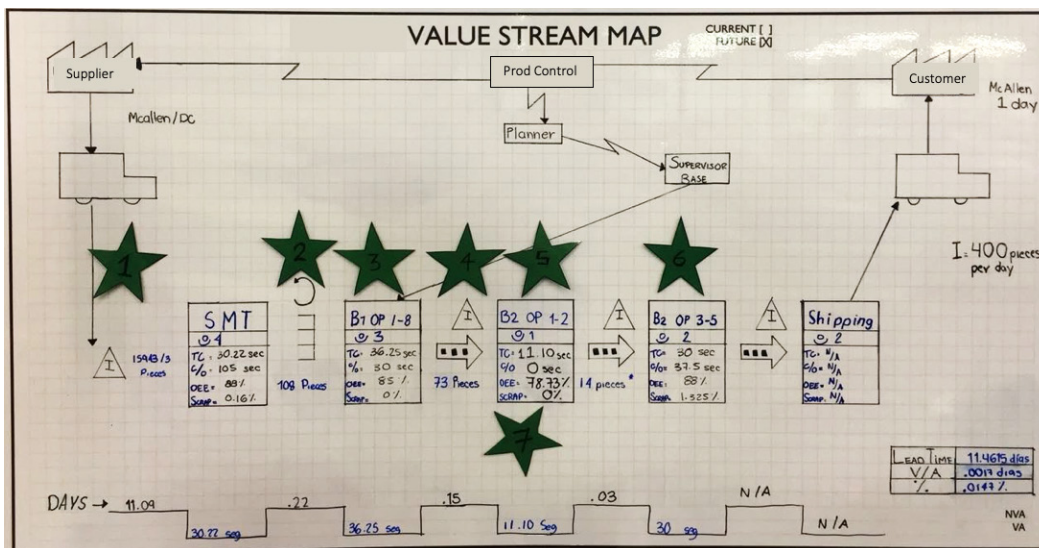 VALUE STREAM MAP
CURRENT [ ]
FUTURE [X]
Supplier
Prod Control
Customer
McAllen
1 day
Mcallen/DC
Planner
SUPERVISOR
BASE
I=400 pieces
per day
1
2
3
4
5
6
7
I
Pieces
SMT
4
TC: 30.22 sec
C/O= 105 sec
OEE= 88%
SCRAP= 0.16%
108 Pieces
B1 OP 1-8
3
TC= 36.25 sec
C/O: 30 sec
OEE= 85%
SCRAP= 0%
I
73 Pieces
B2 OP 1-2
1
TC= 11.10 sec
C/O 0 sec
OEE= 78.73%
SCRAP= 0%
I
14 pieces*
B2 OP 3-5
2
TC= 30 sec
C/O: 37.5 sec
OEE= 88%
SCRAP 1.525%
I
Shipping
2
TC= N/A
C/O= N/A
OEE= N/A
SCRAP= N/A
LEAD TIME 11.4615 dias
V/A .0017 dias
% .0147%
DAYS → 11.09 .22 .15 .03 N/A
30.22 seg 36.25 seg 11.10 seg 30 seg N/A
NVA
VA